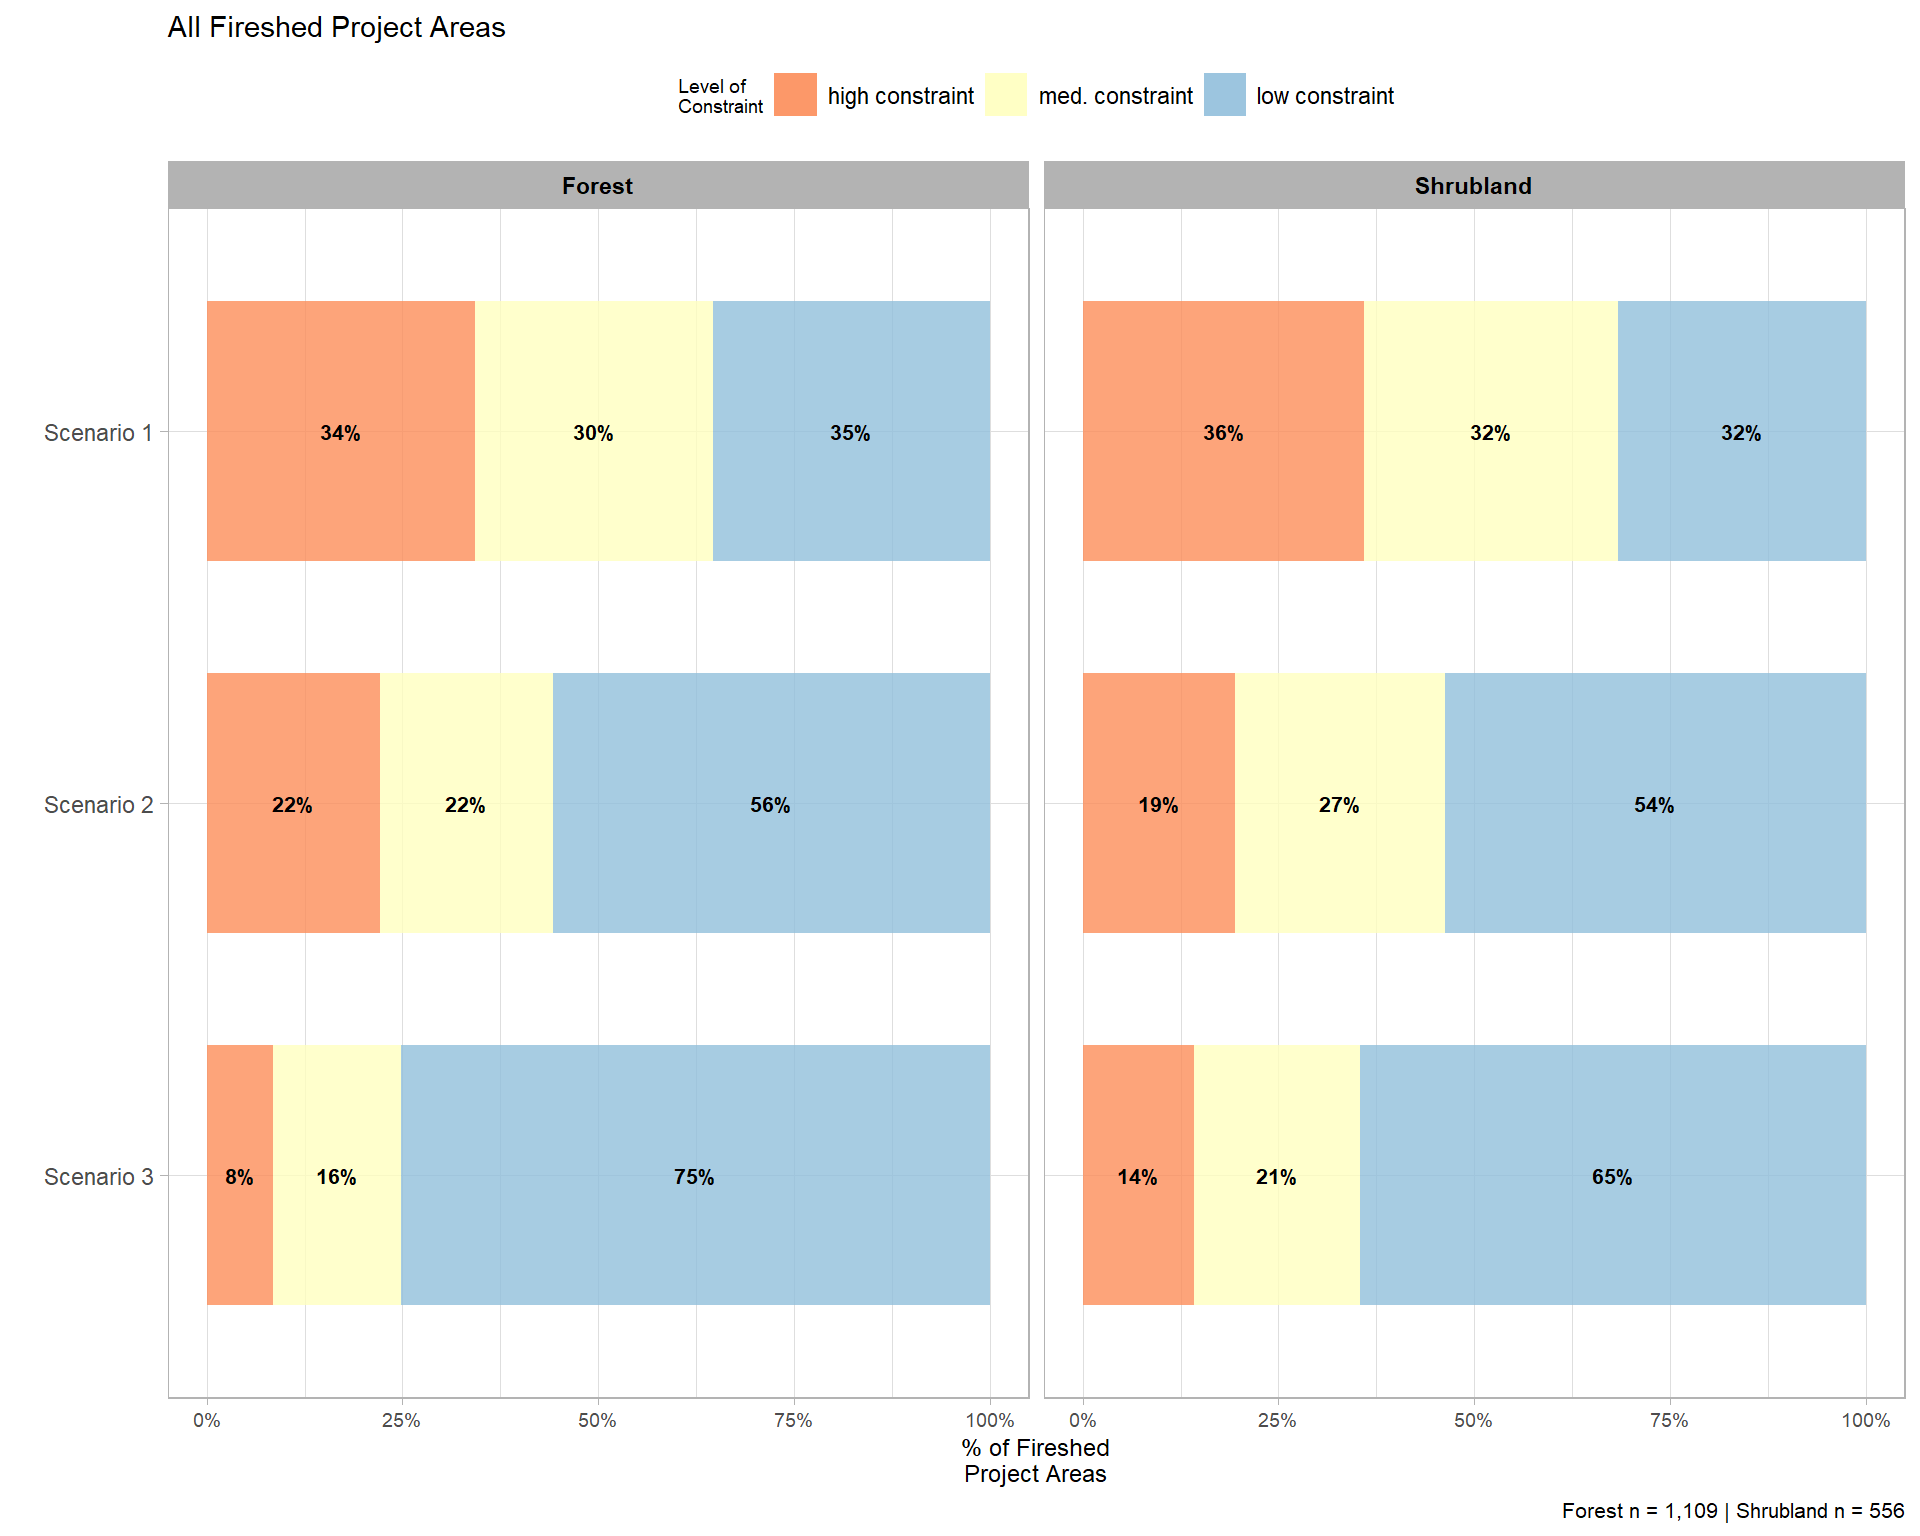 All Fireshed Project Areas
Level of
Constraint
high constraint
med. constraint
low constraint
Forest
Shrubland
Scenario 1
34%
30%
35%
36%
32%
32%
Scenario 2
22%
22%
56%
19%
27%
54%
Scenario 3
8%
16%
75%
14%
21%
65%
0%
25%
50%
75%
100%
0%
25%
50%
75%
100%
% of Fireshed
Project Areas
Forest n = 1,109 | Shrubland n = 556